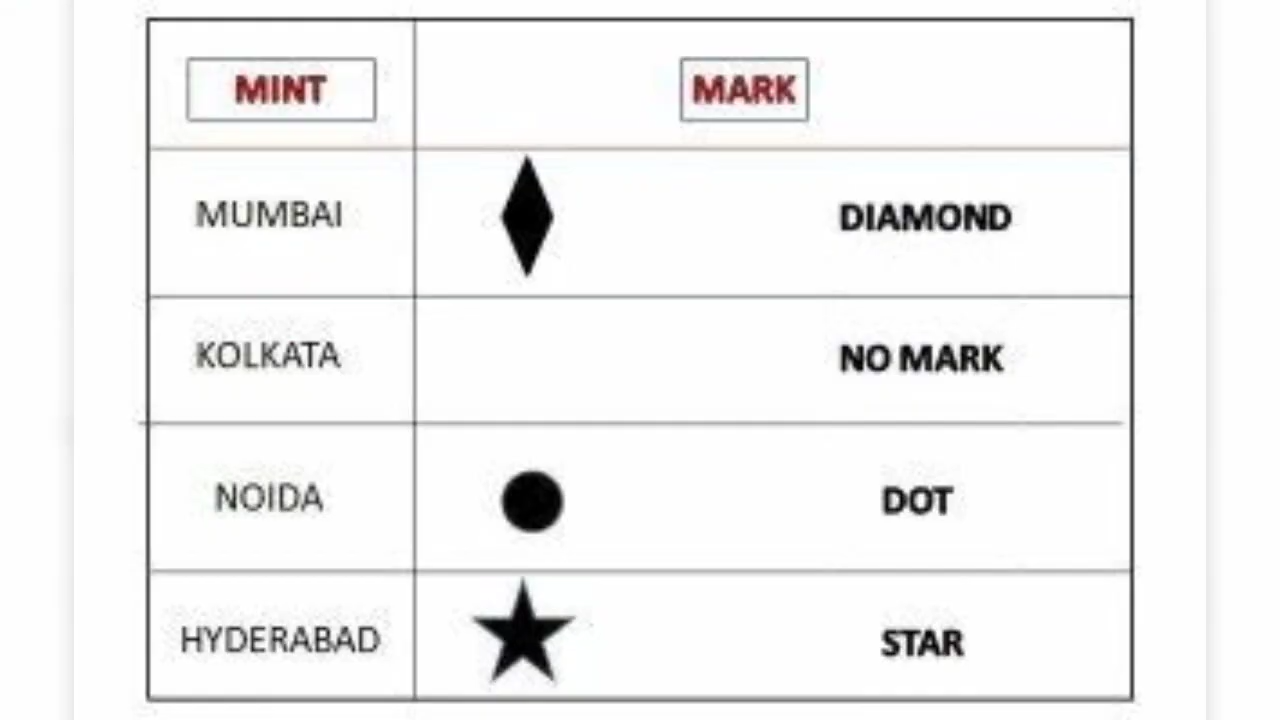 MINT MARK
MUMBAI DIAMOND
KOLKATA NO MARK
NOIDA DOT
HYDERABAD STAR